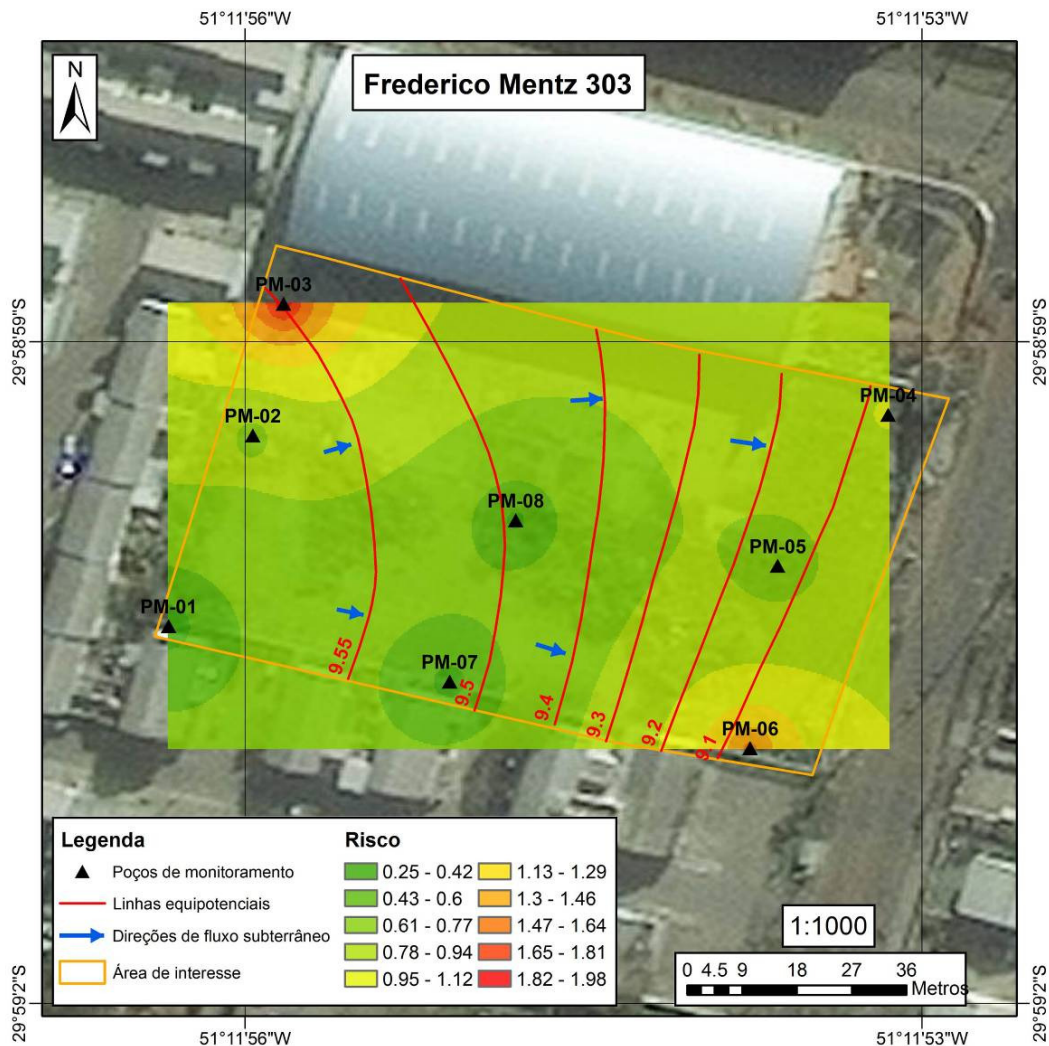 51°11'56"W
51°11'53"W
N
Frederico Mentz 303
PM-03
29°58'59"S
29°58'59"S
PM-04
PM-02
PM-08
PM-05
PM-01
PM-07
9.55
9.5
9.4
9.3
9.2
9.1
PM-06
Legenda
Poços de monitoramento
Linhas equipotenciais
Direções de fluxo subterrâneo
Área de interesse
Risco
0.25 - 0.42
0.43 - 0.6
0.61 - 0.77
0.78 - 0.94
0.95 - 1.12
1.13 - 1.29
1.3 - 1.46
1.47 - 1.64
1.65 - 1.81
1.82 - 1.98
1:1000
0 4.5 9 18 27 36
Metros
29°59'2"S
29°59'2"S
51°11'56"W
51°11'53"W